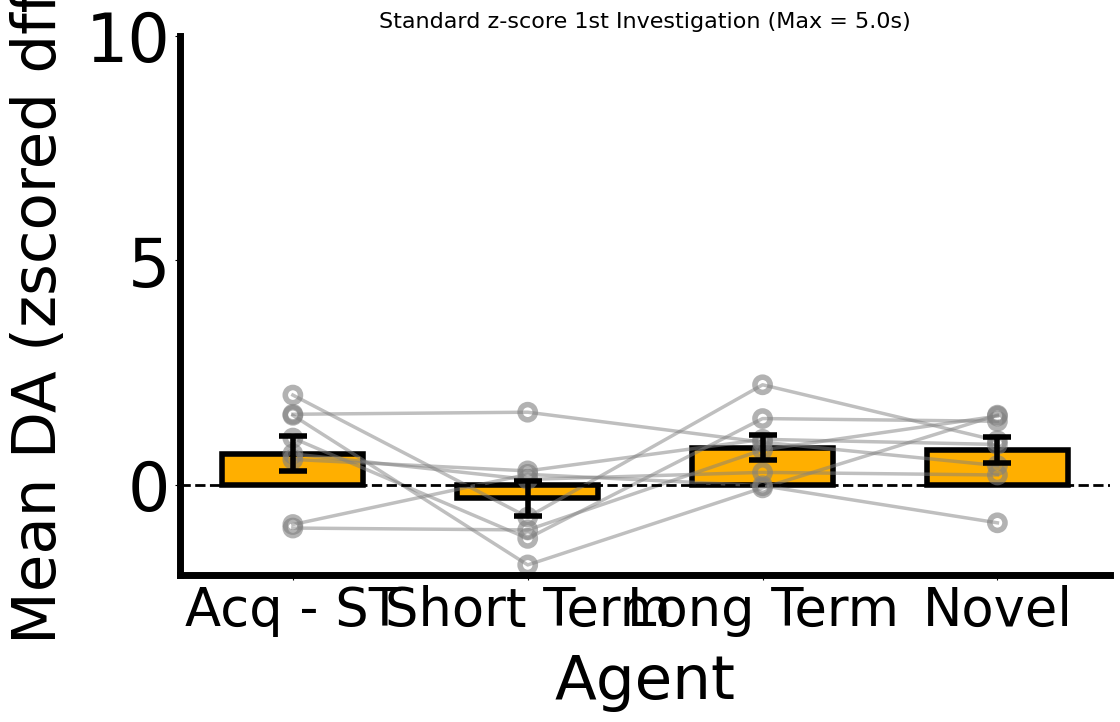 Standard z-score 1st Investigation (Max = 5.0s)
Mean DA (zscored dff
10
5
0
Acq - ST
Short Term
Long Term
Novel
Agent